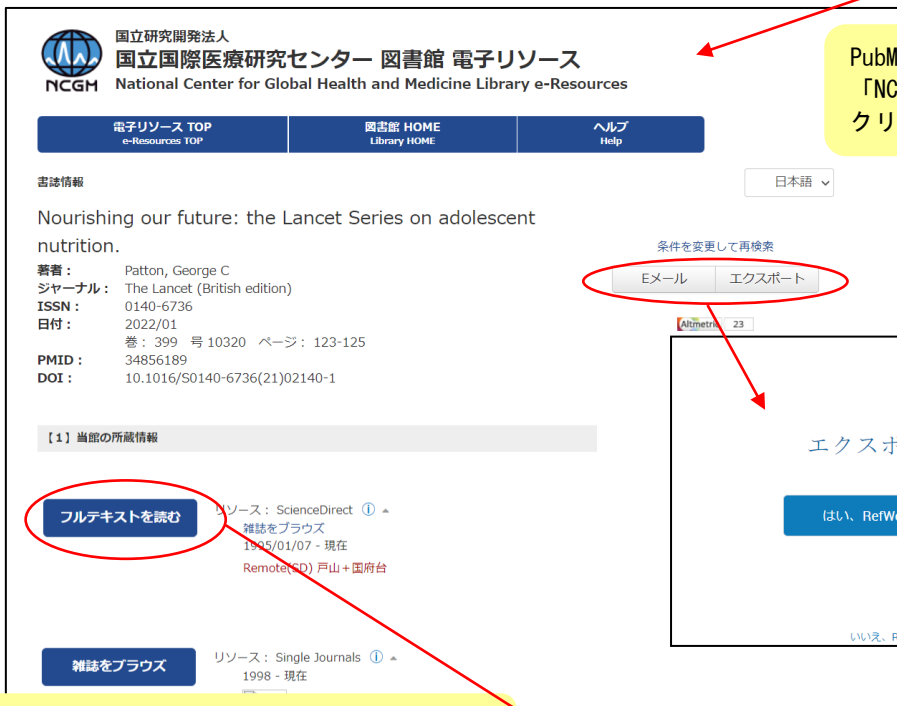 国立研究開発法人
国立国際医療研究センター 図書館 電子リソース
NCGM
National Center for Global Health and Medicine Library e-Resources
PubM
「NC
クリ
電子リソース TOP
e-Resources TOP
図書館 HOME
Library HOME
ヘルプ
Help
書誌情報
日本語
Nourishing our future: the Lancet Series on adolescent
nutrition.
条件を変更して再検索
Eメール エクスポート
著者： Patton, George C
ジャーナル： The Lancet (British edition)
ISSN： 0140-6736
日付： 2022/01
巻： 399 号 10320 ページ： 123-125
PMID： 34856189
DOI： 10.1016/S0140-6736(21)02140-1
Altmetric 23
【1】当館の所蔵情報
エクスポ
はい、RefWo
いいえ、R
フルテキストを読む
リソース： ScienceDirect
雑誌をブラウズ
1995/01/07 - 現在
Remote(SD) 戸山＋国府台
雑誌をブラウズ
リソース： Single Journals
1998 - 現在